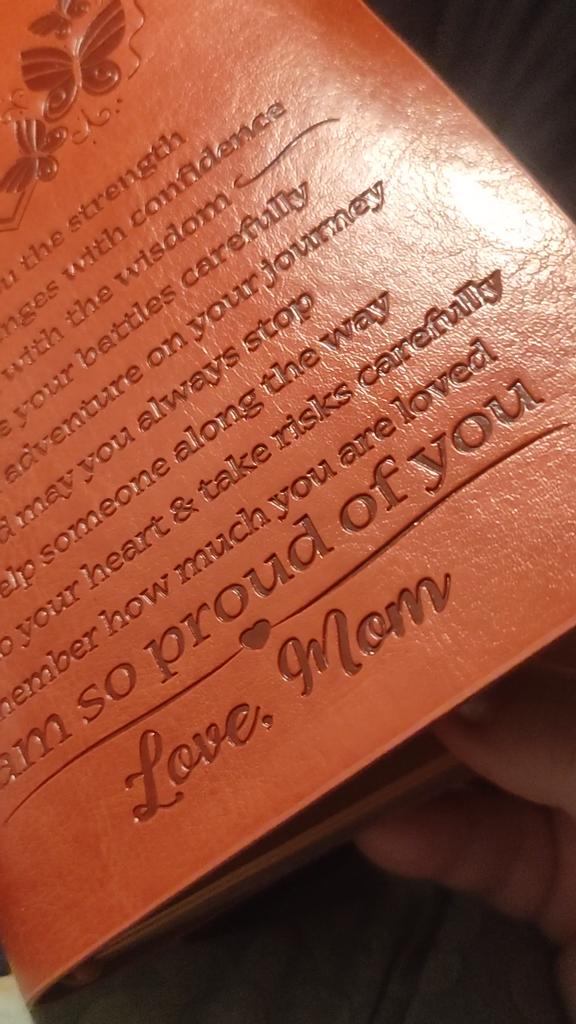 u the strength
nges with confidence
with the wisdom
e your battles carefully
adventure on your journey
d may you always stop
elp someone along the way
o your heart & take risks carefully
member how much you are loved
am so proud of you
Love, Mom